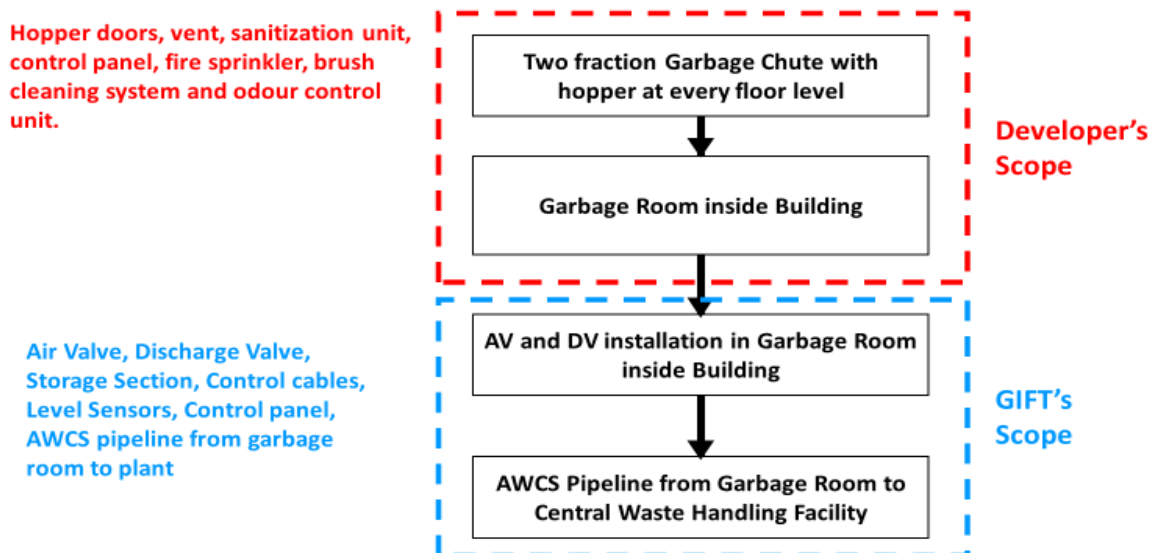 Hopper doors, vent, sanitization unit,
control panel, fire sprinkler, brush
cleaning system and odour control
unit.
Two fraction Garbage Chute with
hopper at every floor level
Garbage Room inside Building
Developer's
Scope
Air Valve, Discharge Valve,
Storage Section, Control cables,
Level Sensors, Control panel,
AWCS pipeline from garbage
room to plant
AV and DV installation in Garbage Room
inside Building
AWCS Pipeline from Garbage Room to
Central Waste Handling Facility
GIFT's
Scope